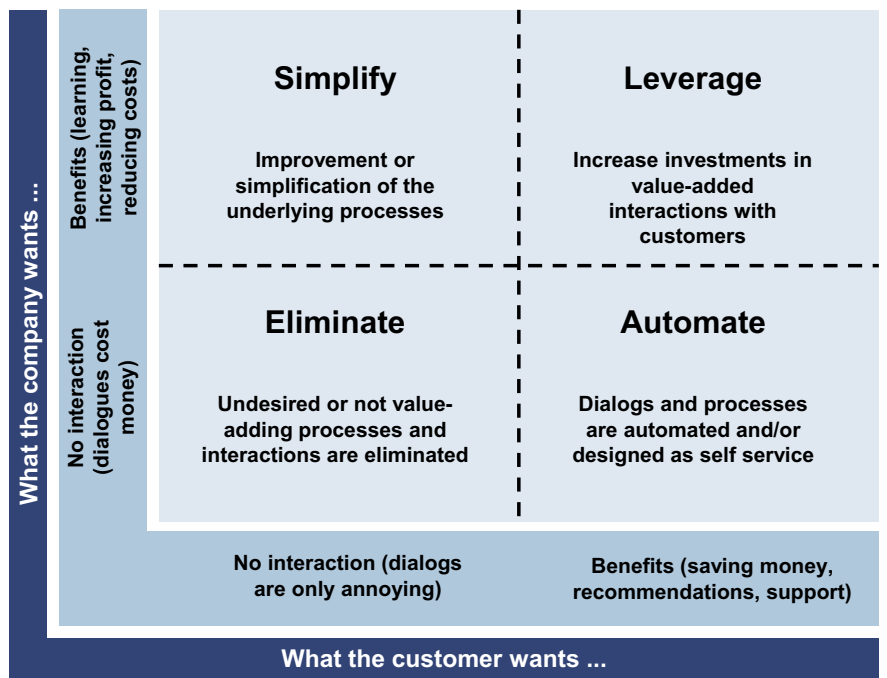 What the company wants ...
Benefits (learning,
increasing profit,
reducing costs)
Simplify
Improvement or
simplification of the
underlying processes
Leverage
Increase investments in
value-added
interactions with
customers
No interaction
(dialogues cost
money)
Eliminate
Undesired or not value-
adding processes and
interactions are eliminated
Automate
Dialogs and processes
are automated and/or
designed as self service
No interaction (dialogs
are only annoying)
Benefits (saving money,
recommendations, support)
What the customer wants ...